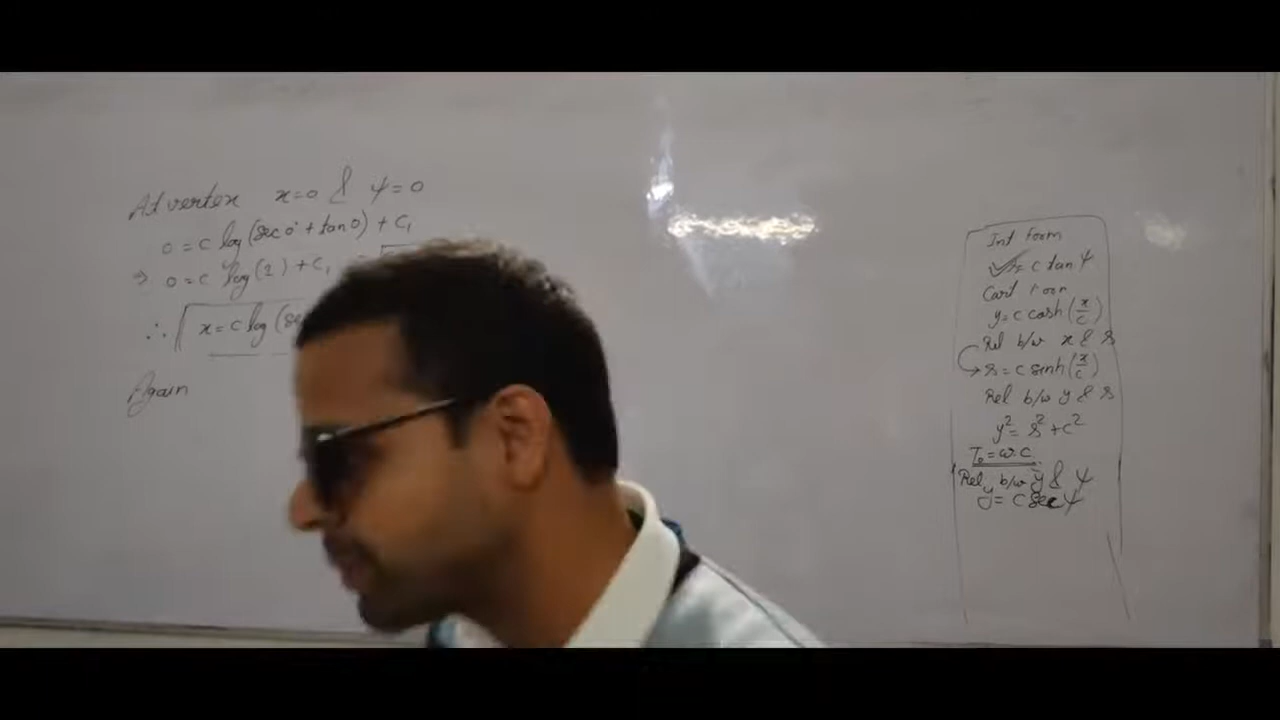 At vertex x=0 & ψ=0
0 = c log(sec 0 + tan 0) + c₁
⇒ 0 = c log(1) + c₁
∴ x = c log (se
Again
Int Form
s = c tan ψ
Cart Form
y = c cosh(x/c)
Rel b/w x & s
→ s = c sinh(x/c)
Rel b/w y & s
y² = s² + c²
T₀ = w.c
Rel b/w y & ψ
y = c sec ψ